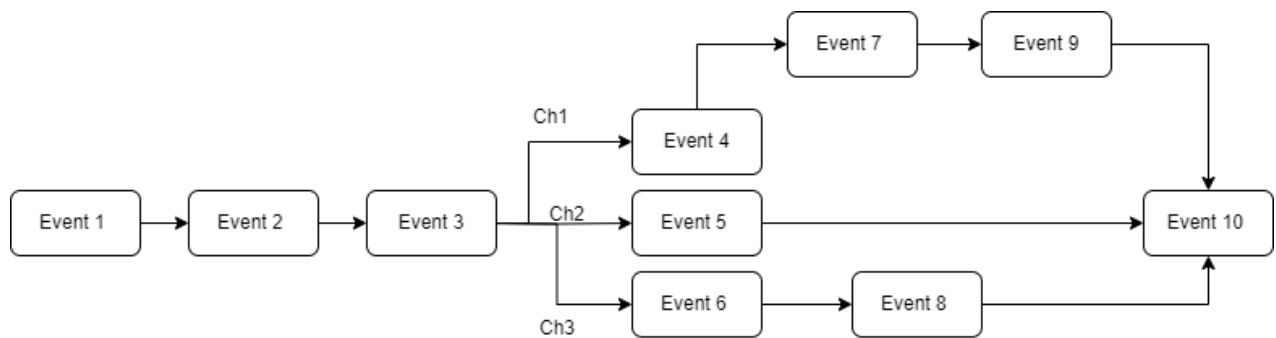 Event 7
Event 9
Ch1
Event 4
Event 1
Event 2
Event 3
Ch2
Event 5
Event 10
Event 6
Event 8
Ch3